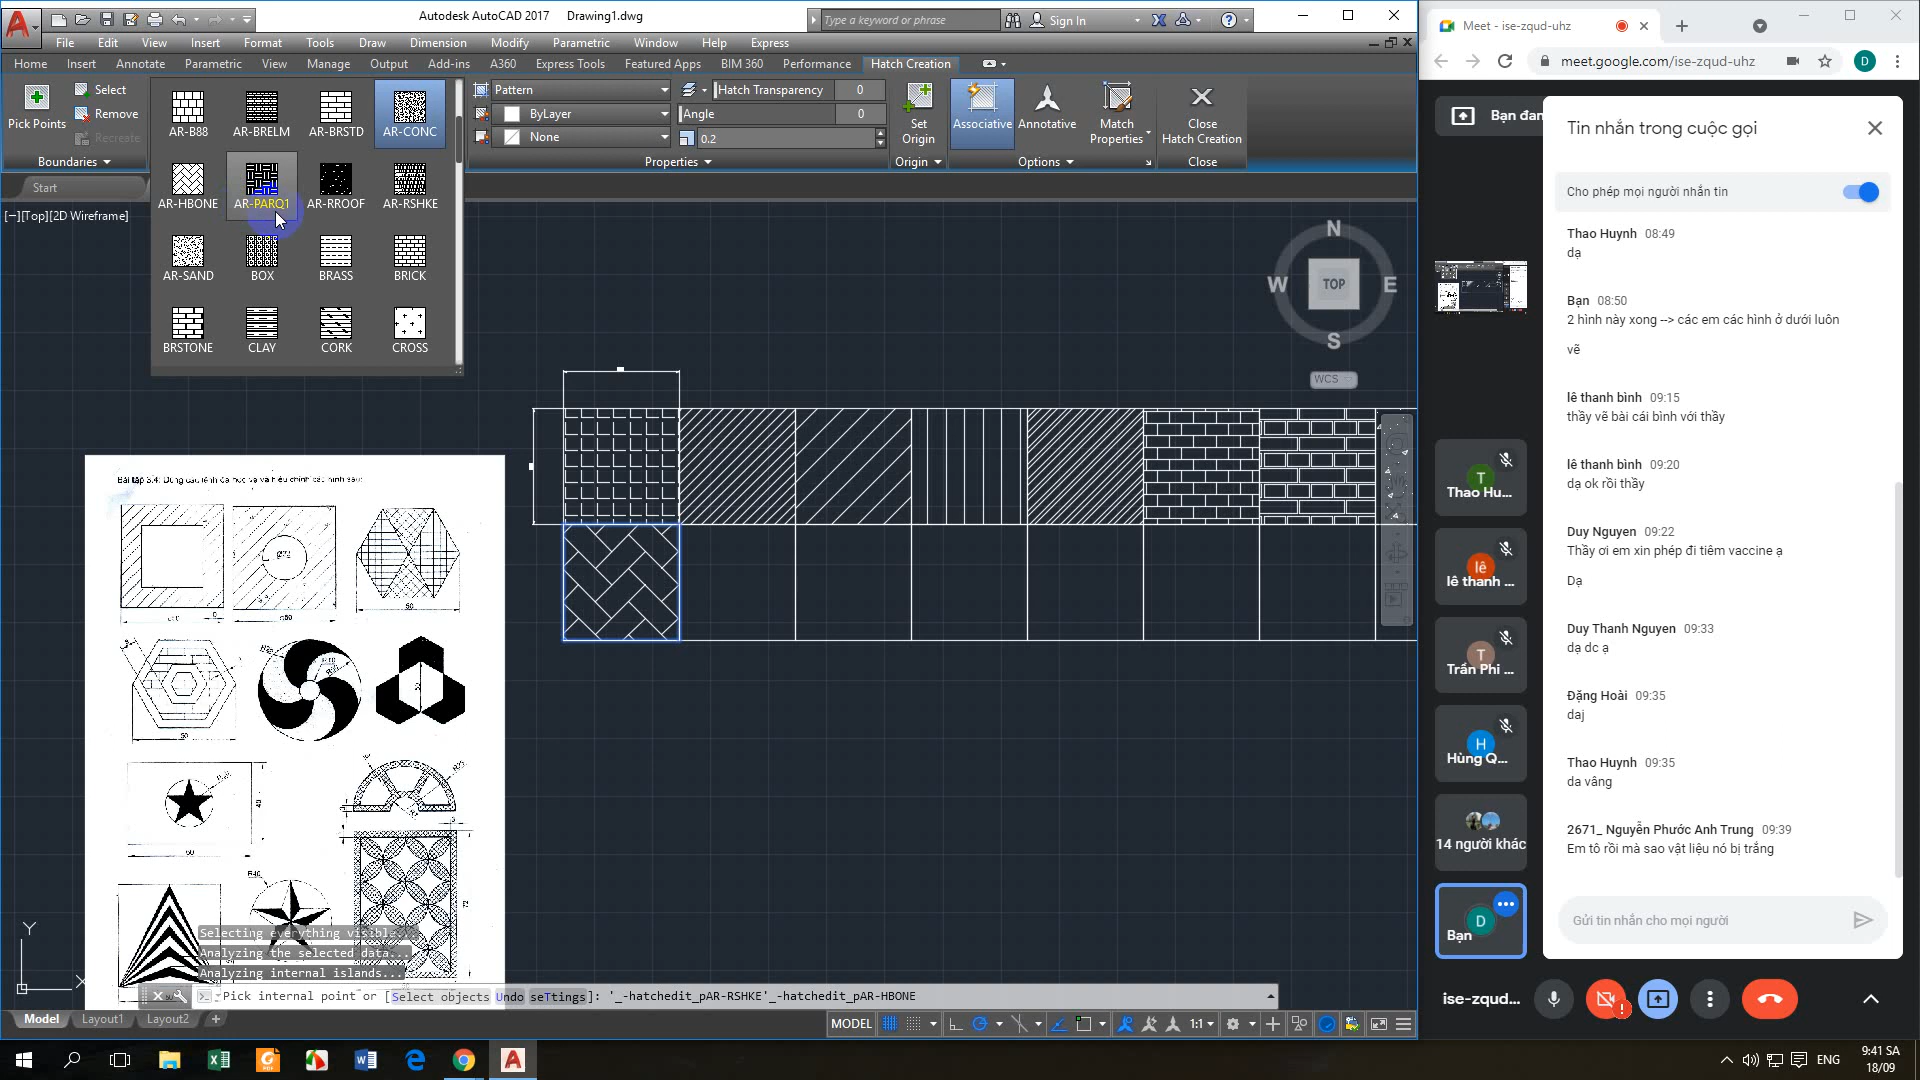 Autodesk AutoCAD 2017 Drawing1.dwg
Type a keyword or phrase
Sign In
File Edit View Insert Format Tools Draw Dimension Modify Parametric Window Help Express
Home Insert Annotate Parametric View Manage Output Add-ins A360 Express Tools Featured Apps BIM 360 Performance Hatch Creation
Pick Points
Select
Remove
Recreate
Boundaries
AR-B88 AR-BRELM AR-BRSTD AR-CONC
AR-HBONE AR-PARQ1 AR-RROOF AR-RSHKE
AR-SAND BOX BRASS BRICK
BRSTONE CLAY CORK CROSS
Pattern
ByLayer
None
Hatch Transparency 0
Angle 0
0.2
Properties
Set Origin
Origin
Associative
Annotative
Match Properties
Options
Close Hatch Creation
Close
Start
[−][Top][2D Wireframe]
N
W TOP E
S
WCS
50
50
R40
72
40
60
Y
X
Selecting everything visible...
Analyzing the selected data...
Analyzing internal islands...
Pick internal point or [Select objects Undo seTtings]: '_-hatchedit_pAR-RSHKE'_-hatchedit_pAR-HBONE
Model Layout1 Layout2 +
MODEL
1:1
Meet - ise-zqud-uhz
meet.google.com/ise-zqud-uhz
D
Bạn đan
Tin nhắn trong cuộc gọi
Cho phép mọi người nhắn tin
Thao Huynh 08:49
dạ
Bạn 08:50
2 hình này xong --> các em các hình ở dưới luôn
vẽ
lê thanh bình 09:15
thầy vẽ bài cái bình với thầy
lê thanh bình 09:20
dạ ok rồi thầy
Duy Nguyen 09:22
Thầy ơi em xin phép đi tiêm vaccine ạ
Dạ
Duy Thanh Nguyen 09:33
dạ dc ạ
Đặng Hoài 09:35
daj
Thao Huynh 09:35
da vâng
2671_ Nguyễn Phước Anh Trung 09:39
Em tô rồi mà sao vật liệu nó bị trắng
Gửi tin nhắn cho mọi người
T
Thao Hu...
lê
lê thanh ...
T
Trần Phi ...
H
Hùng Q...
14 người khác
D
Bạn
ise-zqud...
ENG
9:41 SA
18/09